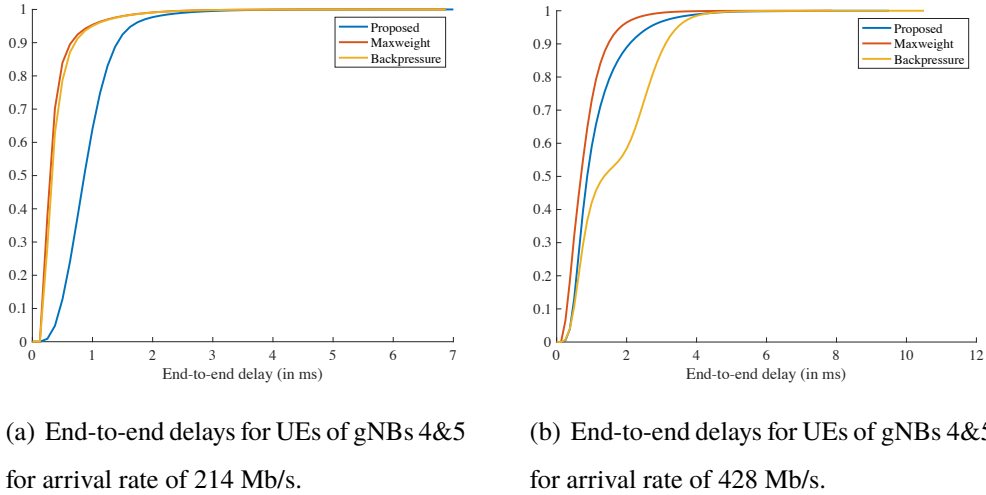 1
0.9
0.8
0.7
0.6
0.5
0.4
0.3
0.2
0.1
0
0 1 2 3 4 5 6 7
End-to-end delay (in ms)
Proposed
Maxweight
Backpressure
(a) End-to-end delays for UEs of gNBs 4&5
for arrival rate of 214 Mb/s.
1
0.9
0.8
0.7
0.6
0.5
0.4
0.3
0.2
0.1
0
0 2 4 6 8 10 12
End-to-end delay (in ms)
Proposed
Maxweight
Backpressure
(b) End-to-end delays for UEs of gNBs 4&5
for arrival rate of 428 Mb/s.